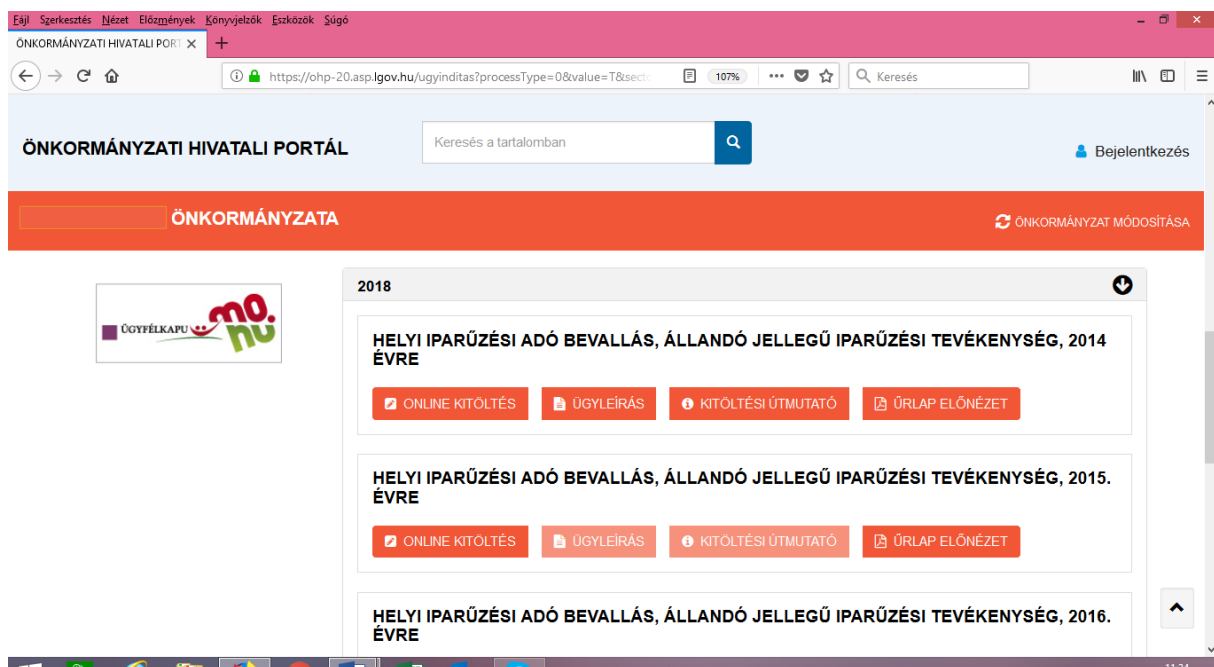 Fájl Szerkesztés Nézet Előzmények Könyvjelzők Eszközök Súgó
ÖNKORMÁNYZATI HIVATALI PORT
https://ohp-20.asp.lgov.hu/ugyinditas?processType=0&value=T&secto
107%
Keresés
ÖNKORMÁNYZATI HIVATALI PORTÁL
Keresés a tartalomban
Bejelentkezés
ÖNKORMÁNYZATA
ÖNKORMÁNYZAT MÓDOSÍTÁSA
ÜGYFÉLKAPU
mo.hu
2018
HELYI IPARŰZÉSI ADÓ BEVALLÁS, ÁLLANDÓ JELLEGŰ IPARŰZÉSI TEVÉKENYSÉG, 2014
ÉVRE
ONLINE KITÖLTÉS ÜGYLEÍRÁS KITÖLTÉSI ÚTMUTATÓ ŰRLAP ELŐNÉZET
HELYI IPARŰZÉSI ADÓ BEVALLÁS, ÁLLANDÓ JELLEGŰ IPARŰZÉSI TEVÉKENYSÉG, 2015.
ÉVRE
ONLINE KITÖLTÉS ÜGYLEÍRÁS KITÖLTÉSI ÚTMUTATÓ ŰRLAP ELŐNÉZET
HELYI IPARŰZÉSI ADÓ BEVALLÁS, ÁLLANDÓ JELLEGŰ IPARŰZÉSI TEVÉKENYSÉG, 2016.
ÉVRE